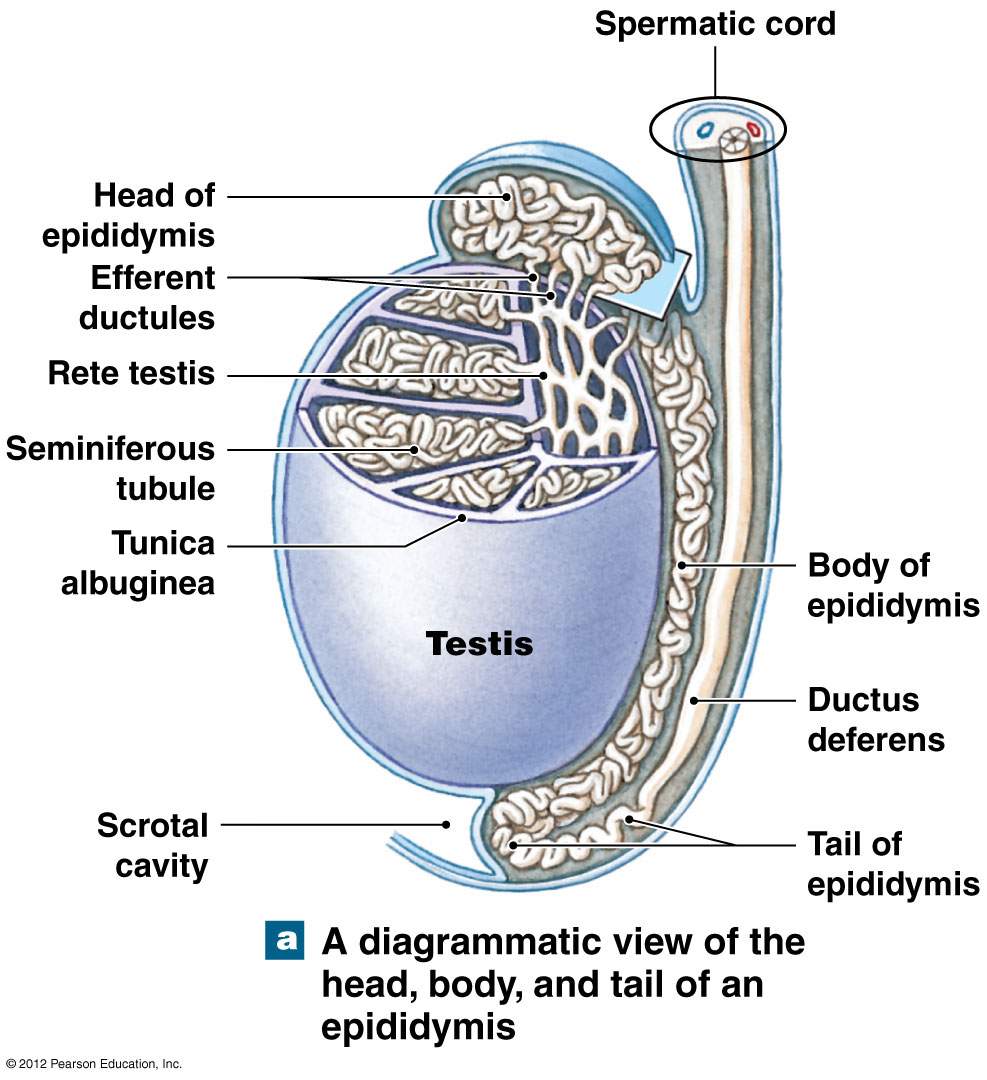 Spermatic cord
Head of
epididymis
Efferent
ductules
Rete testis
Seminiferous
tubule
Tunica
albuginea
Testis
Body of
epididymis
Ductus
deferens
Scrotal
cavity
Tail of
epididymis
a A diagrammatic view of the
head, body, and tail of an
epididymis
© 2012 Pearson Education, Inc.